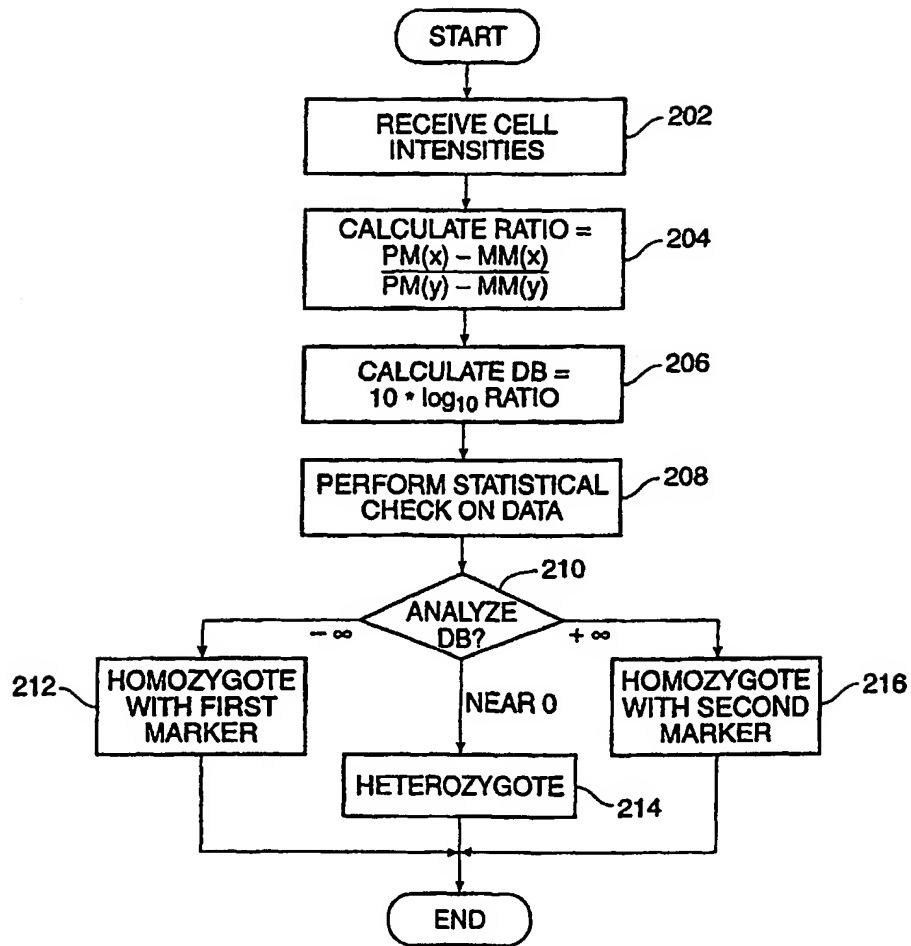 START
RECEIVE CELL
INTENSITIES
202
CALCULATE RATIO =
PM(x) – MM(x)
PM(y) – MM(y)
204
CALCULATE DB =
10 * log₁₀ RATIO
206
PERFORM STATISTICAL
CHECK ON DATA
208
210
ANALYZE
DB?
– ∞
+ ∞
NEAR 0
212
HOMOZYGOTE
WITH FIRST
MARKER
HETEROZYGOTE
214
HOMOZYGOTE
WITH SECOND
MARKER
216
END